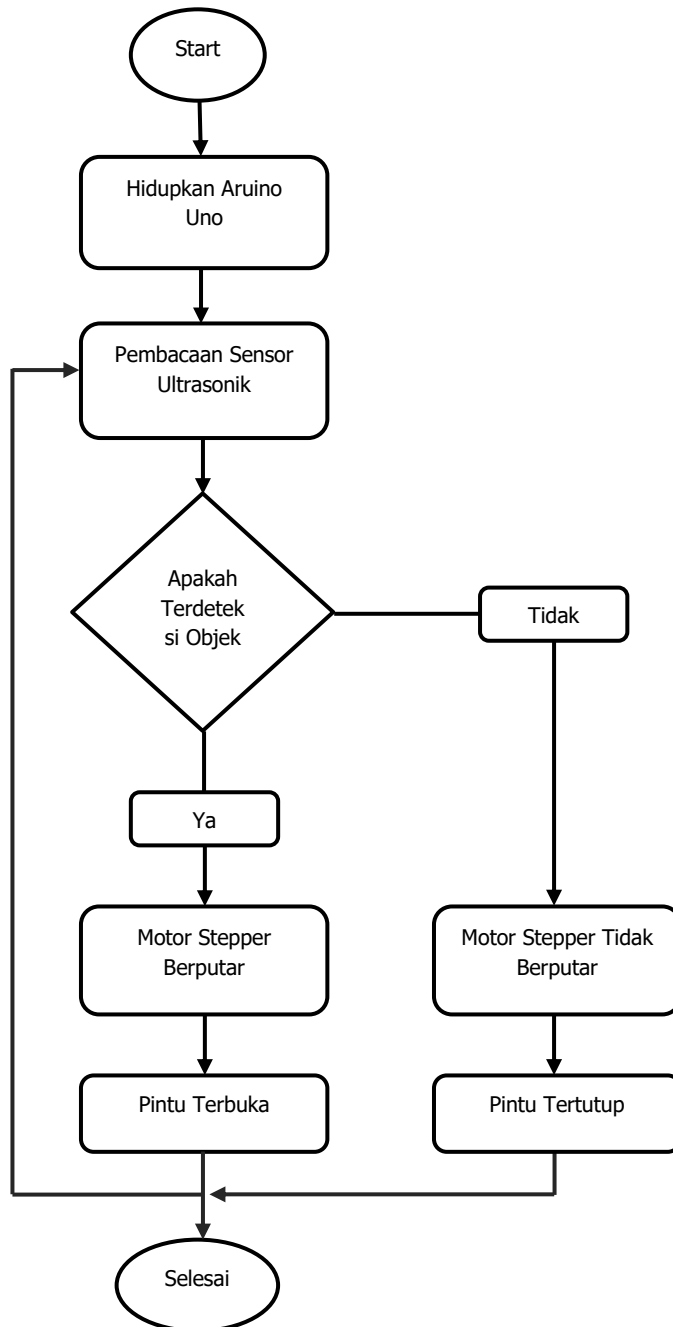 Start
Hidupkan Aruino
Uno
Pembacaan Sensor
Ultrasonik
Apakah
Terdetek
si Objek
Tidak
Ya
Motor Stepper
Berputar
Motor Stepper Tidak
Berputar
Pintu Terbuka
Pintu Tertutup
Selesai